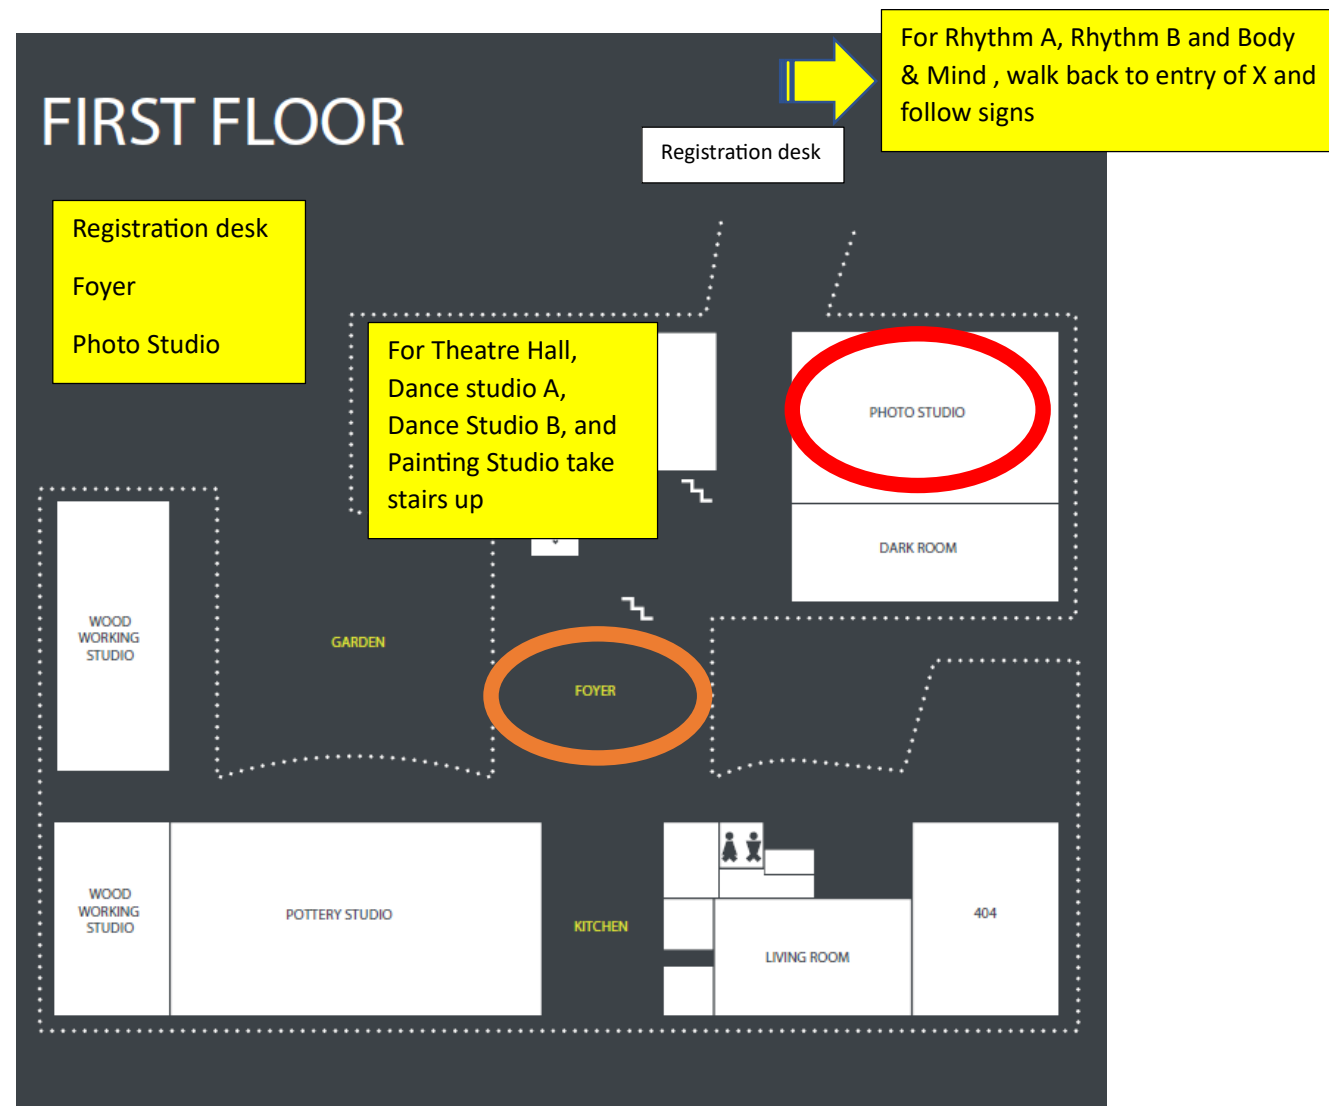 For Rhythm A, Rhythm B and Body
& Mind , walk back to entry of X and
follow signs
FIRST FLOOR
Registration desk
Registration desk
Foyer
Photo Studio
For Theatre Hall,
Dance studio A,
Dance Studio B, and
Painting Studio take
stairs up
PHOTO STUDIO
DARK ROOM
WOOD
WORKING
STUDIO
GARDEN
FOYER
WOOD
WORKING
STUDIO
POTTERY STUDIO
KITCHEN
LIVING ROOM
404